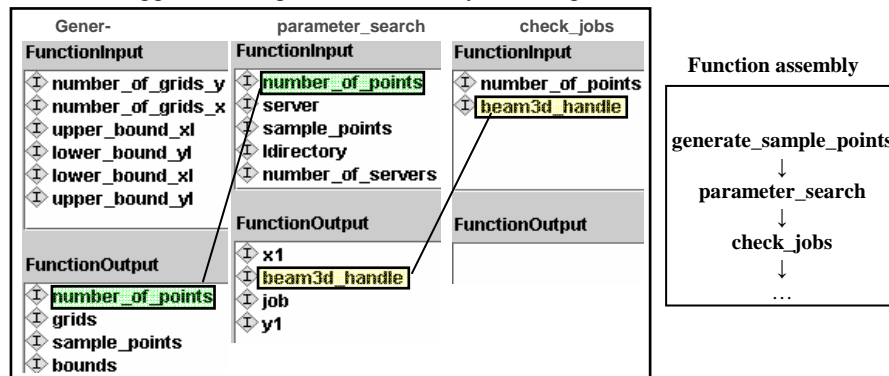 Gener-
FunctionInput
number_of_grids_y
number_of_grids_x
upper_bound_xl
lower_bound_yl
lower_bound_xl
upper_bound_yl
FunctionOutput
number_of_points
grids
sample_points
bounds
parameter_search
FunctionInput
number_of_points
server
sample_points
ldirectory
number_of_servers
FunctionOutput
x1
beam3d_handle
job
y1
check_jobs
FunctionInput
number_of_points
beam3d_handle
FunctionOutput
Function assembly
generate_sample_points
↓
parameter_search
↓
check_jobs
↓
…